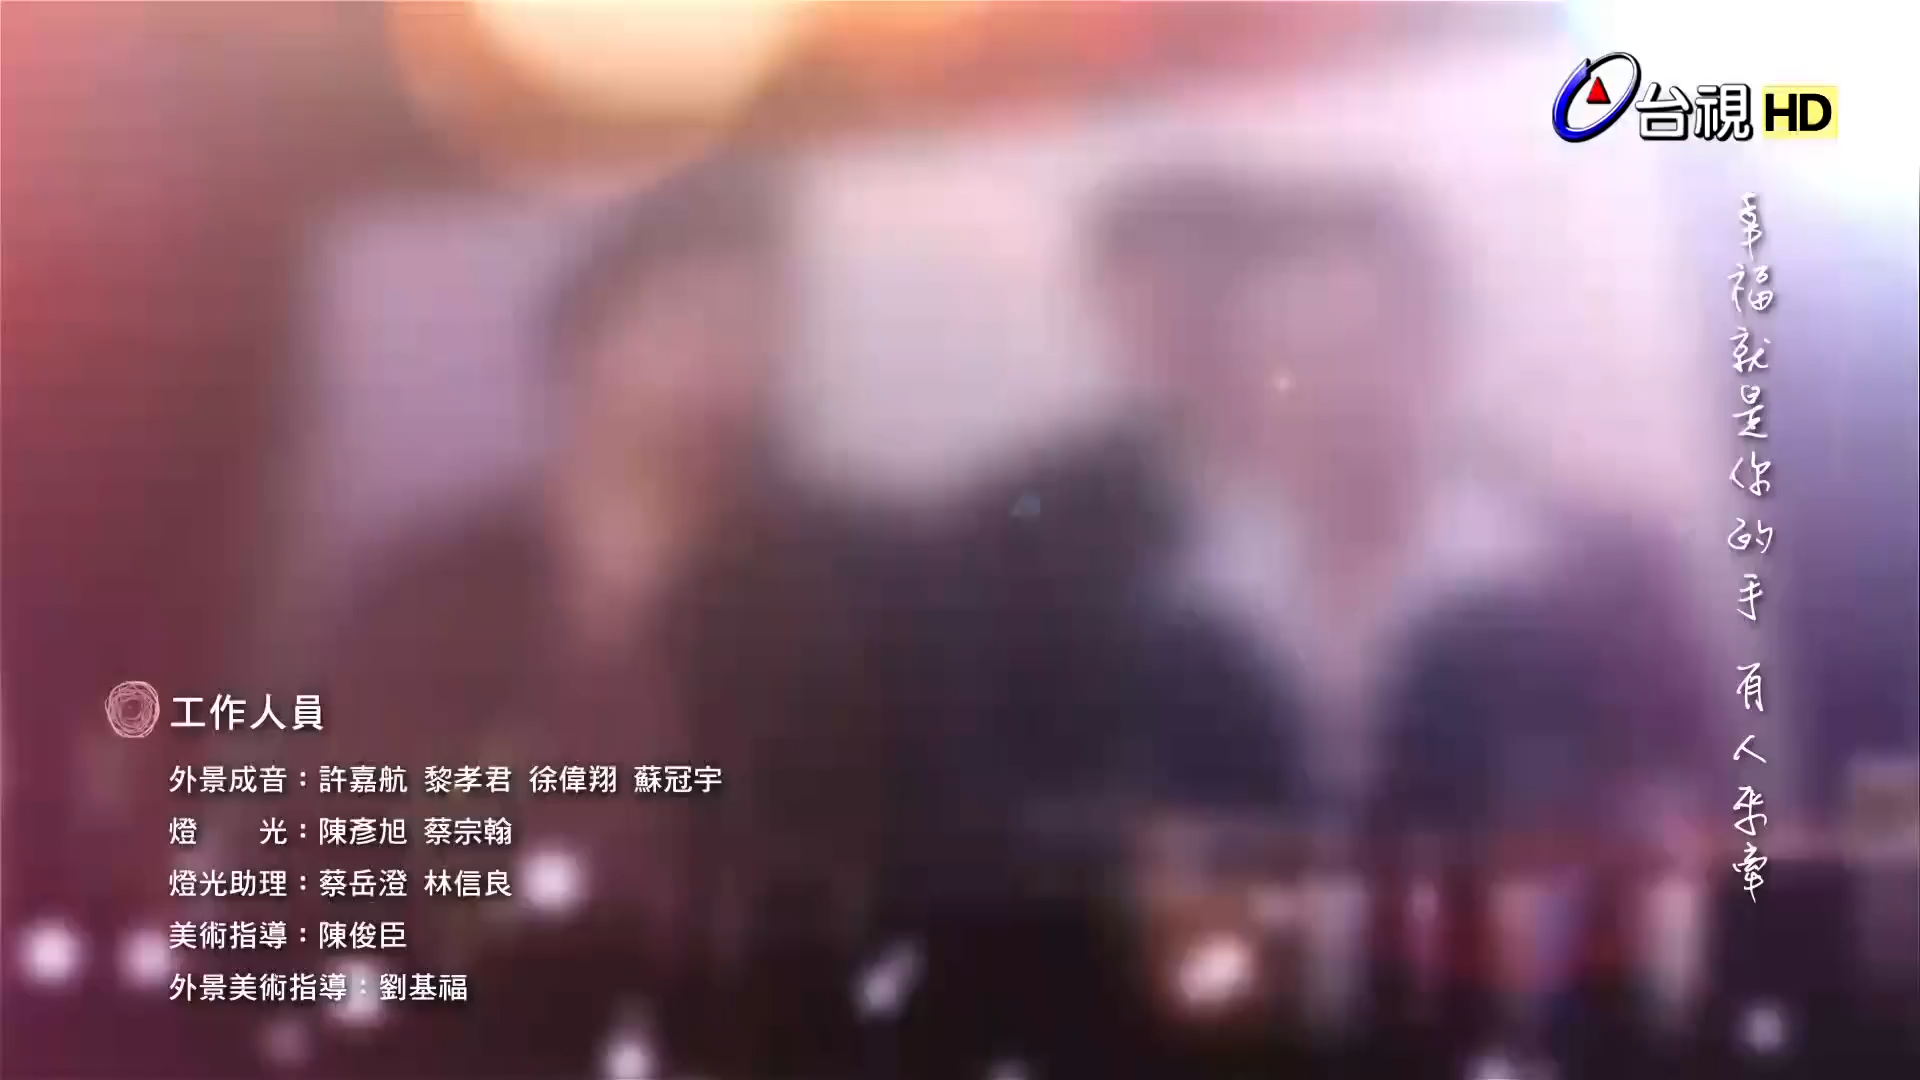 台視 HD
幸福就是你的手 有人來牽
工作人員
外景成音：許嘉航 黎孝君 徐偉翔 蘇冠宇
燈　　光：陳彥旭 蔡宗翰
燈光助理：蔡岳澄 林信良
美術指導：陳俊臣
外景美術指導：劉基福